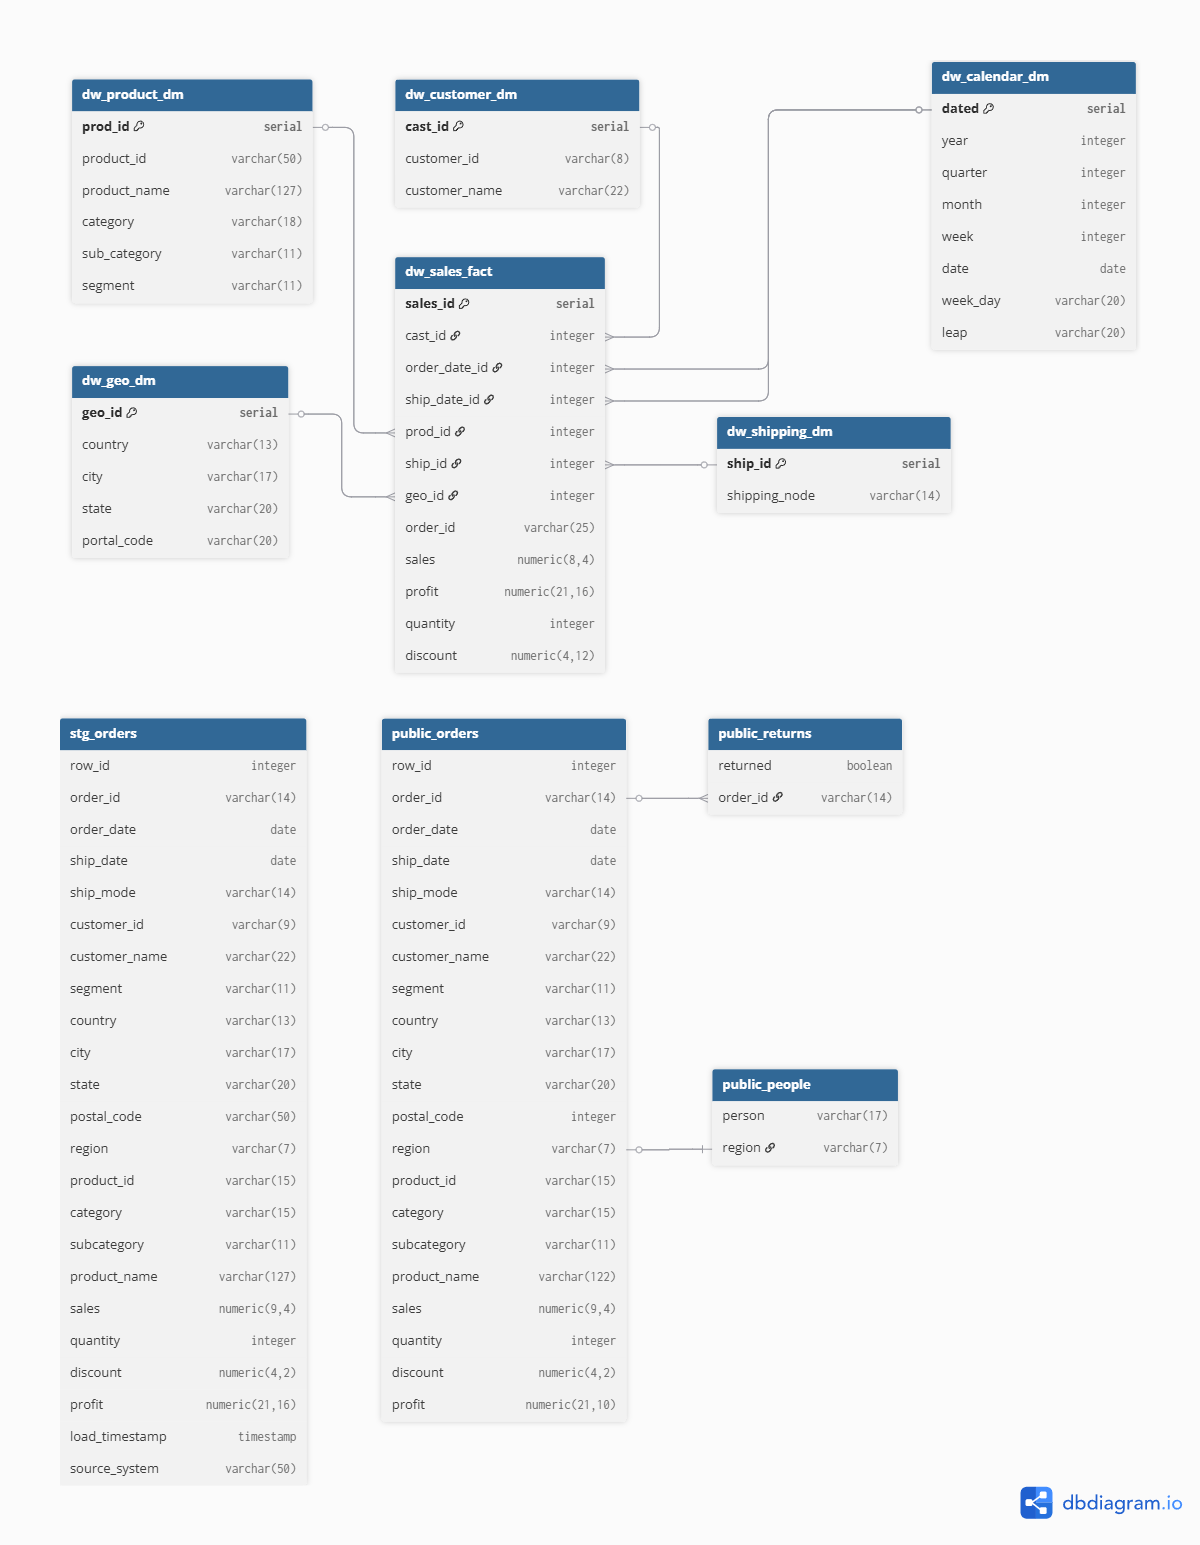 dw_product_dm
prod_id serial
product_id varchar(50)
product_name varchar(127)
category varchar(18)
sub_category varchar(11)
segment varchar(11)
dw_customer_dm
cast_id serial
customer_id varchar(8)
customer_name varchar(22)
dw_calendar_dm
dated serial
year integer
quarter integer
month integer
week integer
date date
week_day varchar(20)
leap varchar(20)
dw_sales_fact
sales_id serial
cast_id integer
order_date_id integer
ship_date_id integer
prod_id integer
ship_id integer
geo_id integer
order_id varchar(25)
sales numeric(8,4)
profit numeric(21,16)
quantity integer
discount numeric(4,12)
dw_geo_dm
geo_id serial
country varchar(13)
city varchar(17)
state varchar(20)
portal_code varchar(20)
dw_shipping_dm
ship_id serial
shipping_node varchar(14)
stg_orders
row_id integer
order_id varchar(14)
order_date date
ship_date date
ship_mode varchar(14)
customer_id varchar(9)
customer_name varchar(22)
segment varchar(11)
country varchar(13)
city varchar(17)
state varchar(20)
postal_code varchar(50)
region varchar(7)
product_id varchar(15)
category varchar(15)
subcategory varchar(11)
product_name varchar(127)
sales numeric(9,4)
quantity integer
discount numeric(4,2)
profit numeric(21,16)
load_timestamp timestamp
source_system varchar(50)
public_orders
row_id integer
order_id varchar(14)
order_date date
ship_date date
ship_mode varchar(14)
customer_id varchar(9)
customer_name varchar(22)
segment varchar(11)
country varchar(13)
city varchar(17)
state varchar(20)
postal_code integer
region varchar(7)
product_id varchar(15)
category varchar(15)
subcategory varchar(11)
product_name varchar(122)
sales numeric(9,4)
quantity integer
discount numeric(4,2)
profit numeric(21,10)
public_returns
returned boolean
order_id varchar(14)
public_people
person varchar(17)
region varchar(7)
dbdiagram.io